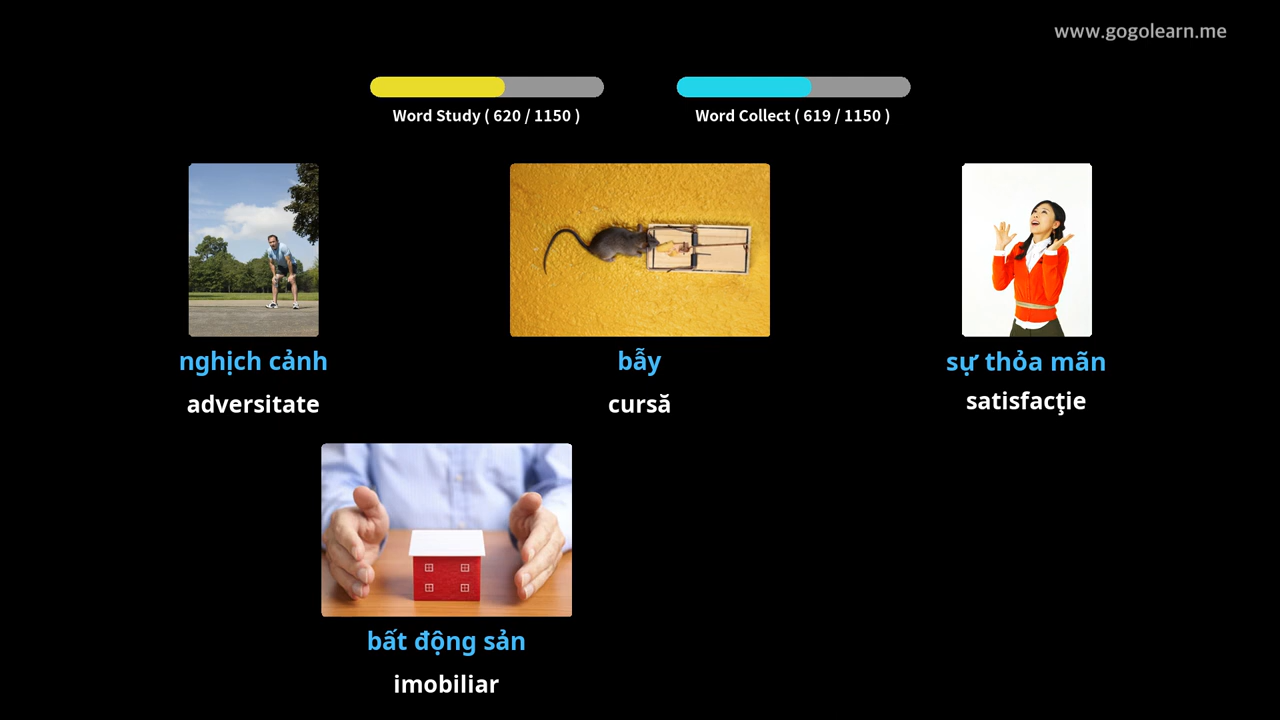 www.gogolearn.me
Word Study ( 620 / 1150 )
Word Collect ( 619 / 1150 )
nghịch cảnh
adversitate
bẫy
cursă
sự thỏa mãn
satisfacţie
bất động sản
imobiliar